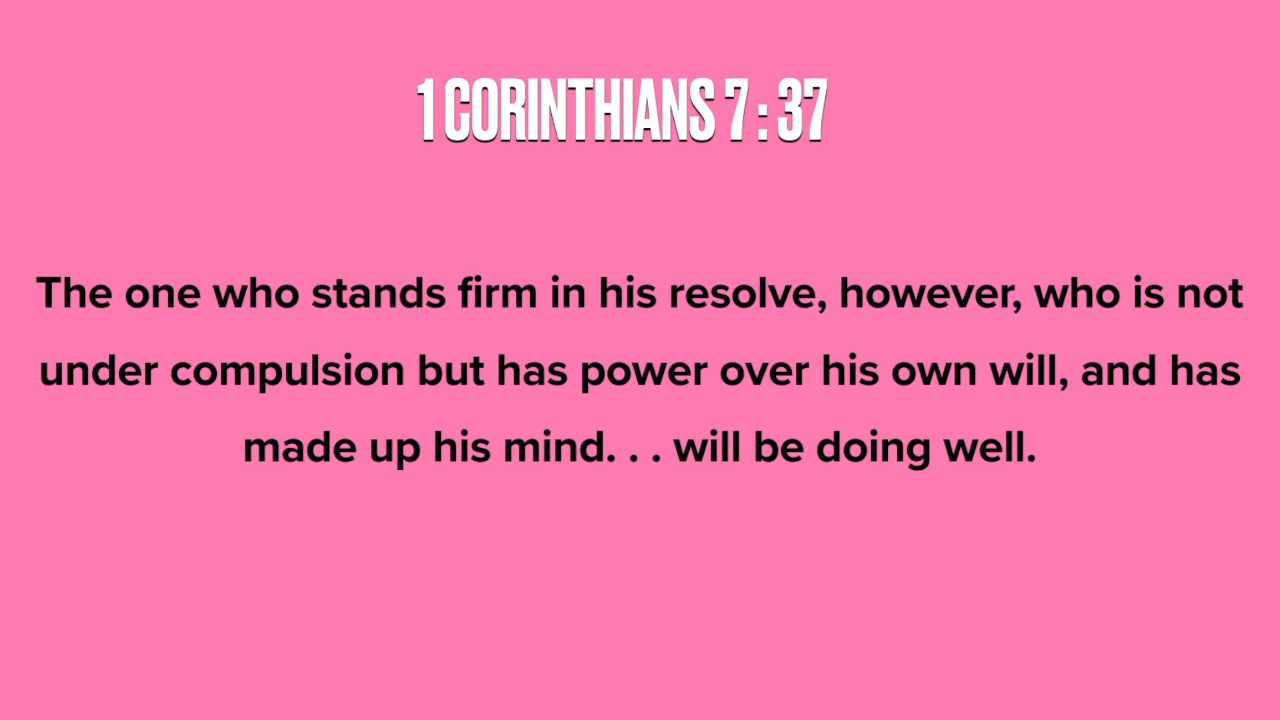 1 CORINTHIANS 7 : 37
The one who stands firm in his resolve, however, who is not
under compulsion but has power over his own will, and has
made up his mind. . . will be doing well.